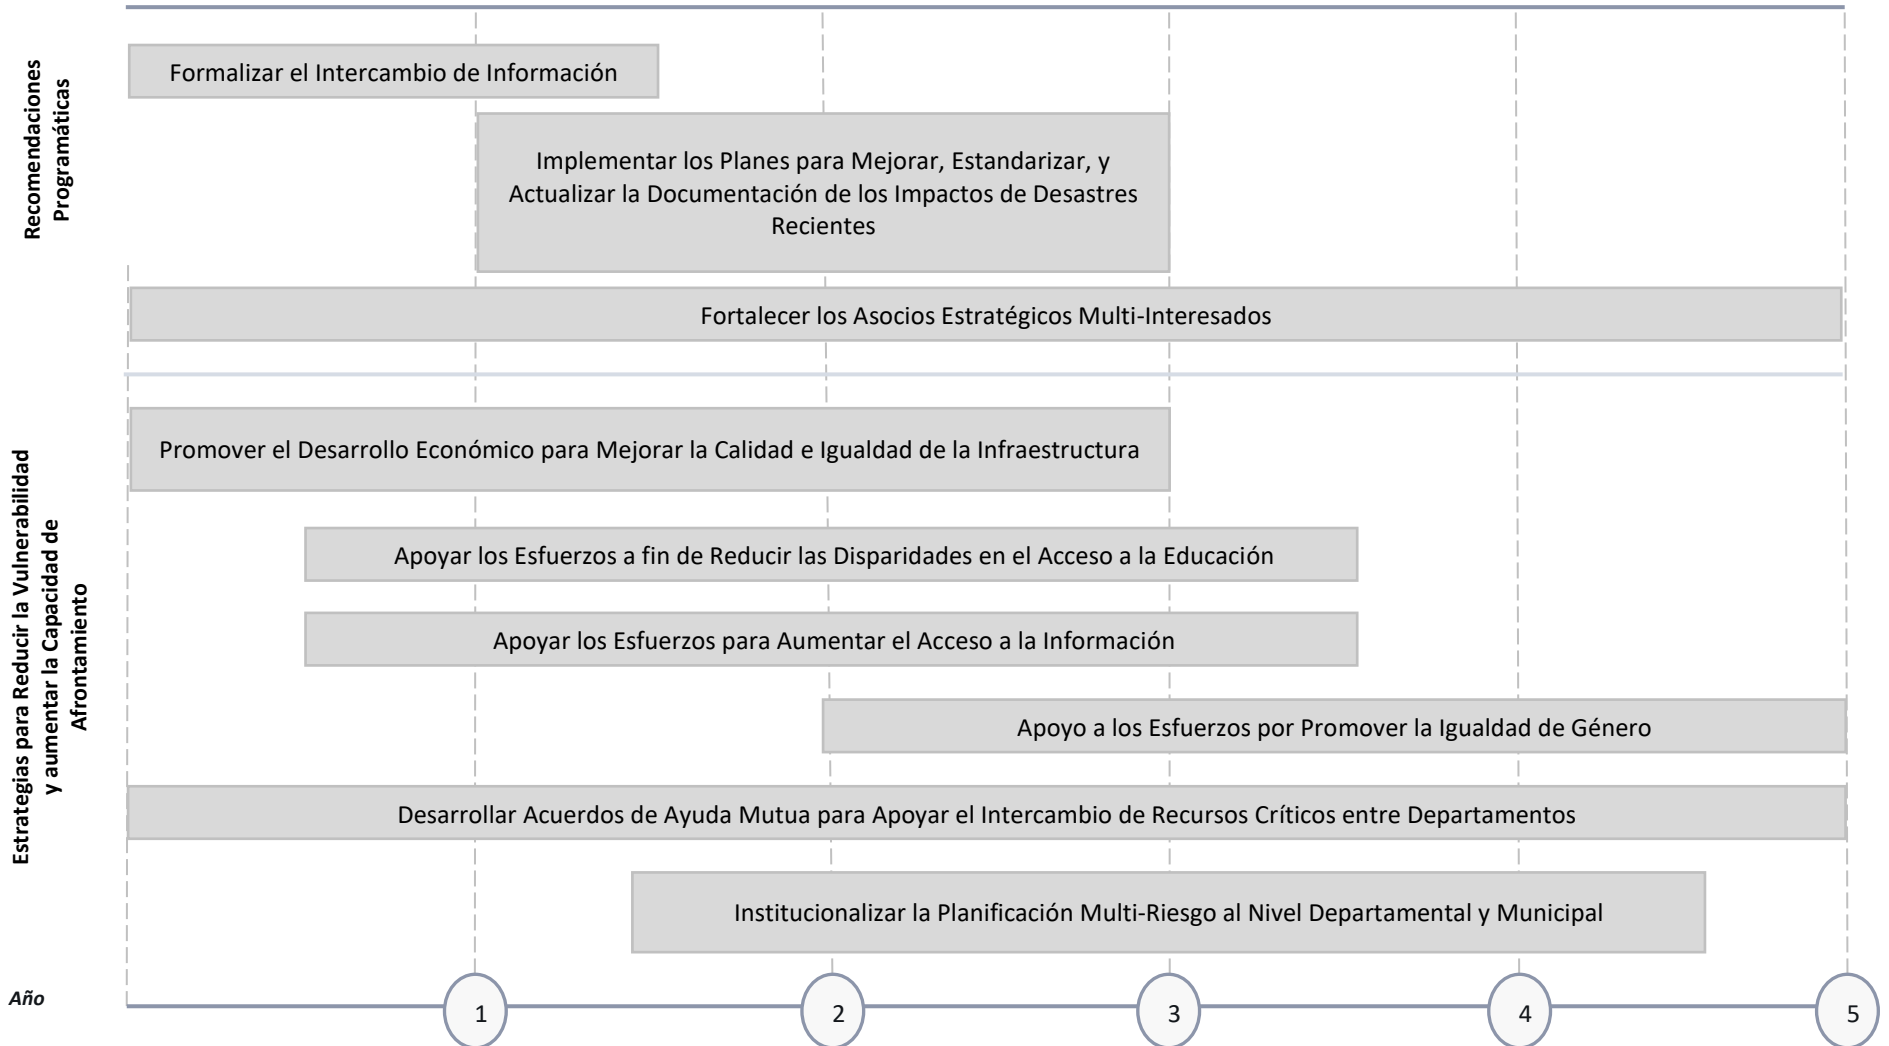 Recomendaciones
Programáticas
Formalizar el Intercambio de Información
Implementar los Planes para Mejorar, Estandarizar, y
Actualizar la Documentación de los Impactos de Desastres
Recientes
Fortalecer los Asocios Estratégicos Multi-Interesados
Estrategias para Reducir la Vulnerabilidad
y aumentar la Capacidad de
Afrontamiento
Promover el Desarrollo Económico para Mejorar la Calidad e Igualdad de la Infraestructura
Apoyar los Esfuerzos a fin de Reducir las Disparidades en el Acceso a la Educación
Apoyar los Esfuerzos para Aumentar el Acceso a la Información
Apoyo a los Esfuerzos por Promover la Igualdad de Género
Desarrollar Acuerdos de Ayuda Mutua para Apoyar el Intercambio de Recursos Críticos entre Departamentos
Institucionalizar la Planificación Multi-Riesgo al Nivel Departamental y Municipal
Año
1
2
3
4
5